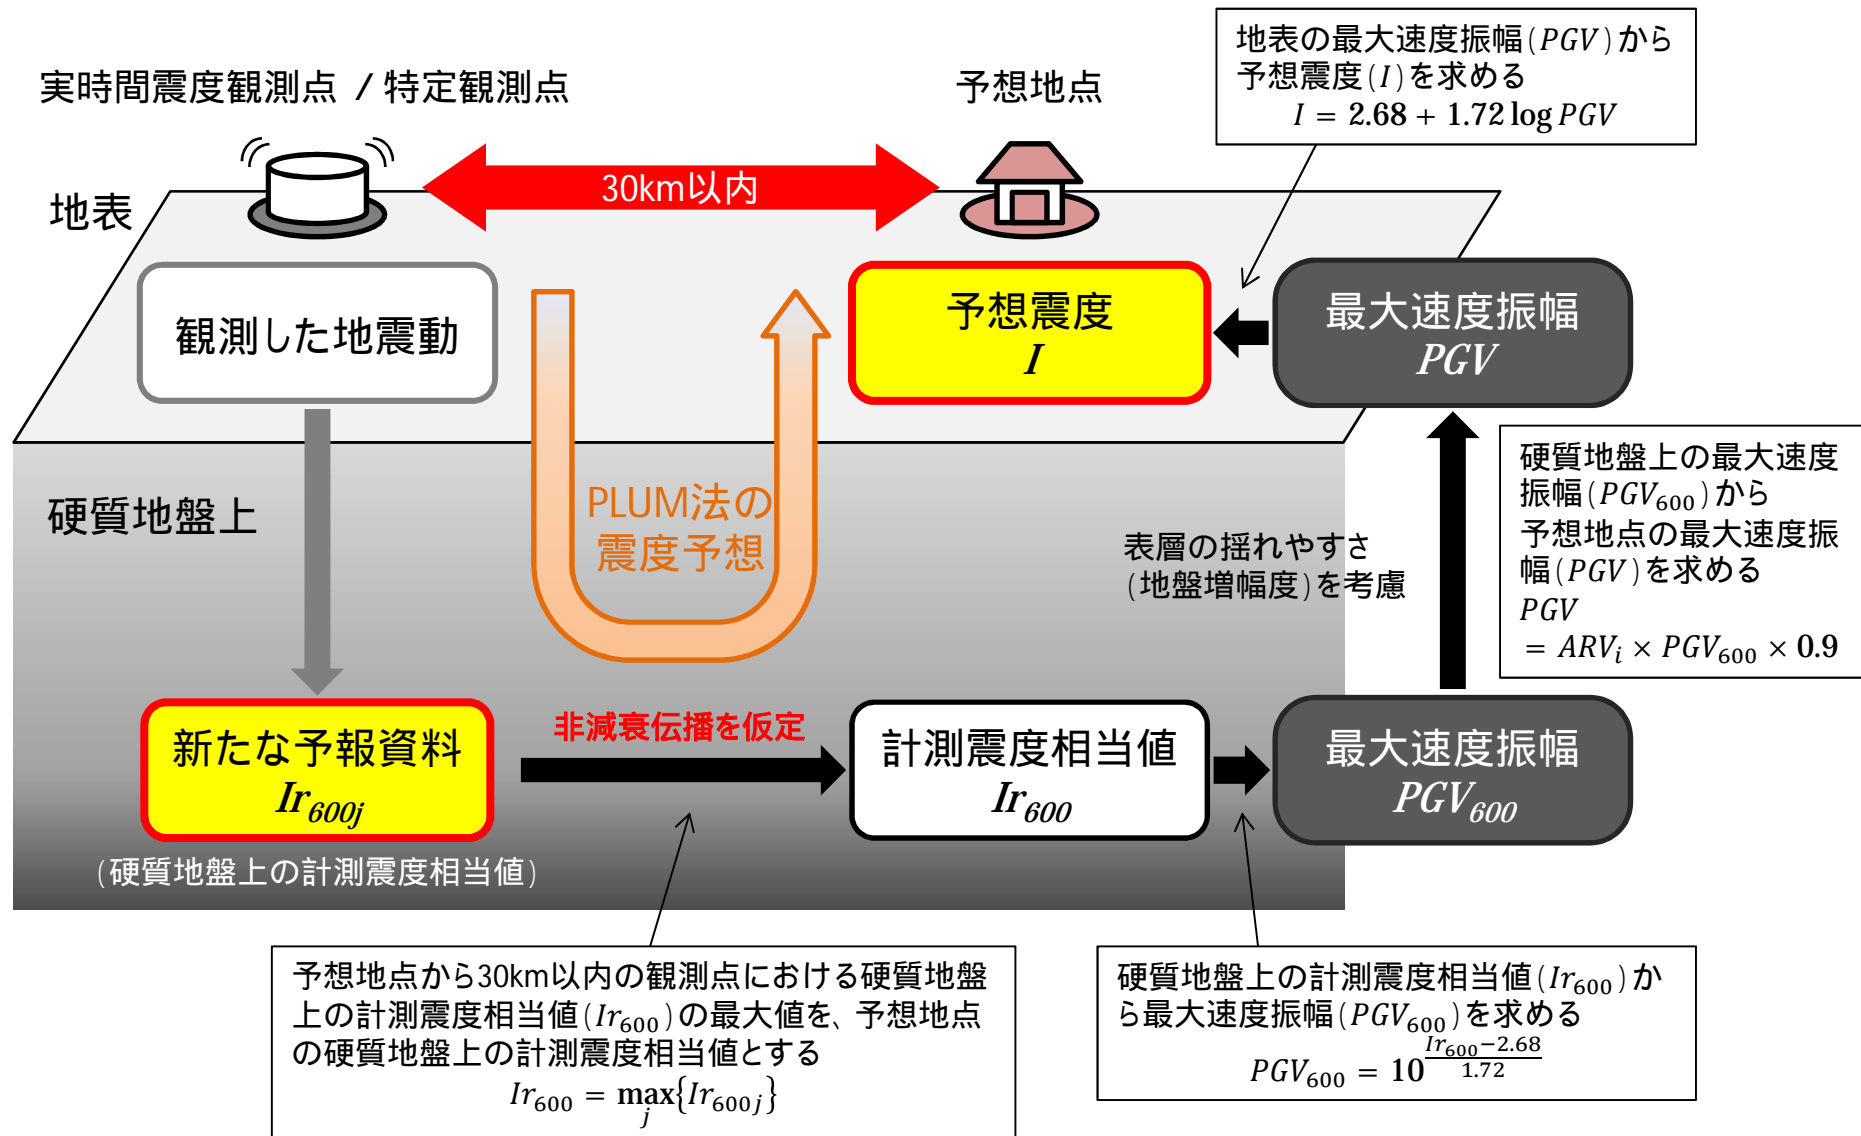 実時間震度観測点 / 特定観測点
予想地点
地表の最大速度振幅(PGV)から
予想震度(I)を求める
I = 2.68 + 1.72 log PGV
30km以内
地表
観測した地震動
予想震度
I
最大速度振幅
PGV
硬質地盤上
PLUM法の
震度予想
表層の揺れやすさ
(地盤増幅度)を考慮
硬質地盤上の最大速度
振幅(PGV₆₀₀)から
予想地点の最大速度振
幅(PGV)を求める
PGV
= ARVᵢ × PGV₆₀₀ × 0.9
新たな予報資料
Ir₆₀₀ⱼ
(硬質地盤上の計測震度相当値)
非減衰伝播を仮定
計測震度相当値
Ir₆₀₀
最大速度振幅
PGV₆₀₀
予想地点から30km以内の観測点における硬質地盤
上の計測震度相当値(Ir₆₀₀)の最大値を、予想地点
の硬質地盤上の計測震度相当値とする
Ir₆₀₀ = max{Ir₆₀₀ⱼ}
j
硬質地盤上の計測震度相当値(Ir₆₀₀)か
ら最大速度振幅(PGV₆₀₀)を求める
PGV₆₀₀ = 10^((Ir₆₀₀−2.68)/1.72)